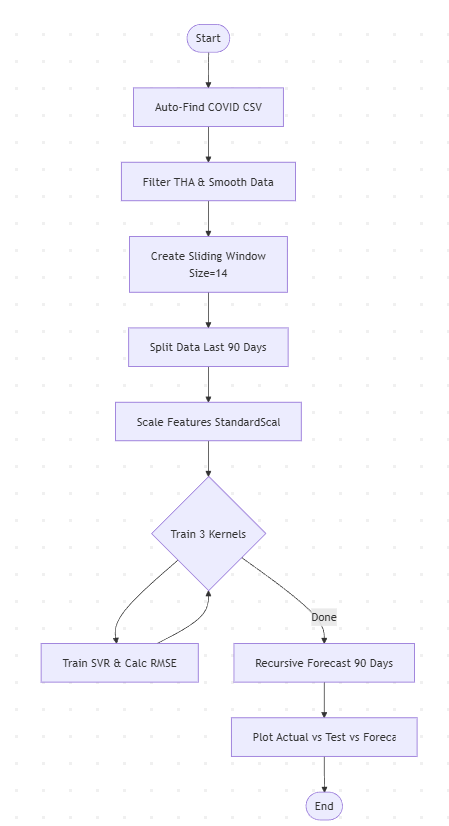 Start
Auto-Find COVID CSV
Filter THA & Smooth Data
Create Sliding Window
Size=14
Split Data Last 90 Days
Scale Features StandardScal
Train 3 Kernels
Done
Train SVR & Calc RMSE
Recursive Forecast 90 Days
Plot Actual vs Test vs Foreca
End